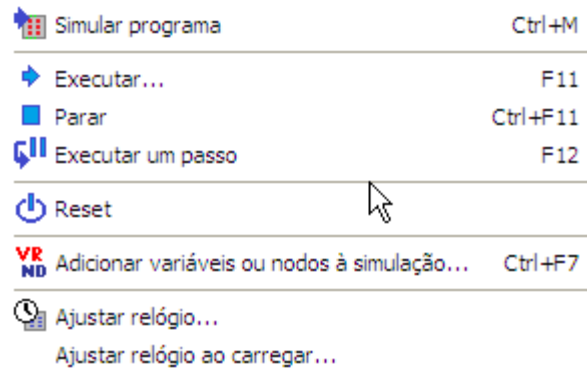 Simular programa Ctrl+M
Executar... F11
Parar Ctrl+F11
Executar um passo F12
Reset
VR
ND
Adicionar variáveis ou nodos à simulação... Ctrl+F7
Ajustar relógio...
Ajustar relógio ao carregar...